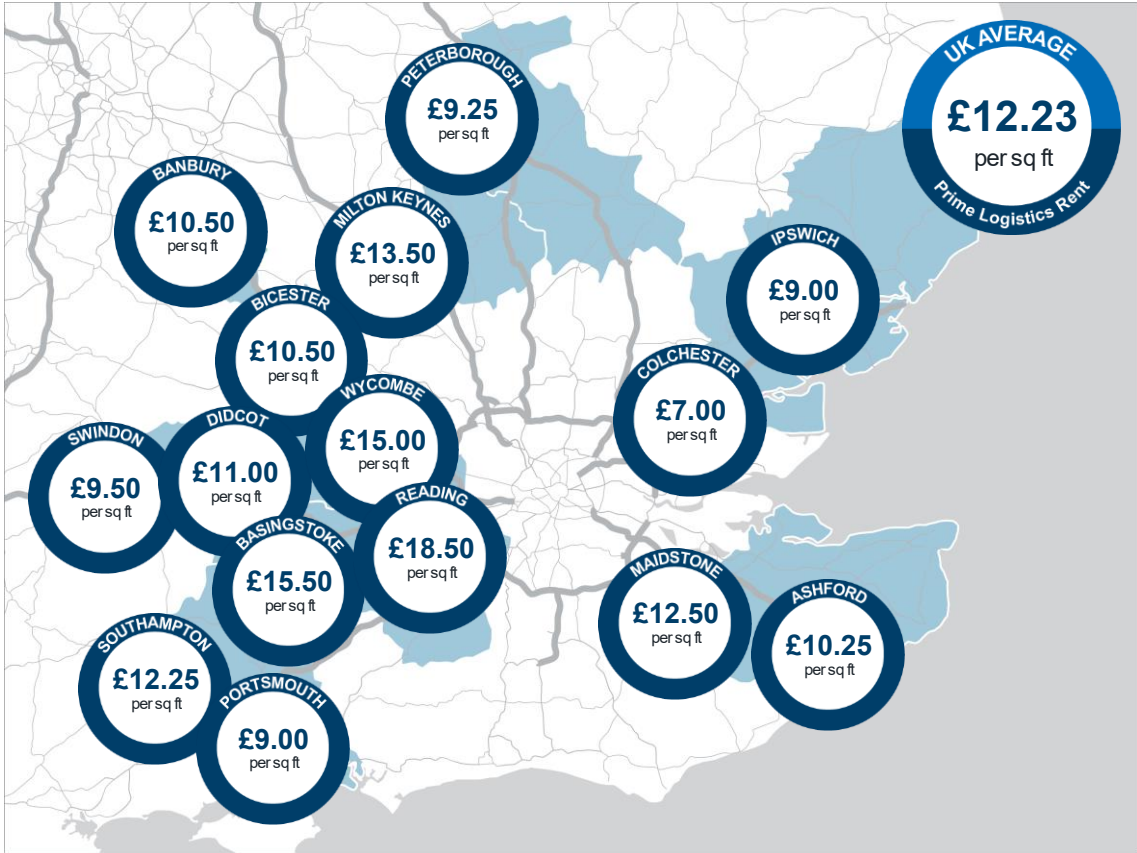 UK AVERAGE
£12.23
per sq ft
Prime Logistics Rent
PETERBOROUGH
£9.25
per sq ft
BANBURY
£10.50
per sq ft
MILTON KEYNES
£13.50
per sq ft
IPSWICH
£9.00
per sq ft
BICESTER
£10.50
per sq ft
COLCHESTER
£7.00
per sq ft
WYCOMBE
£15.00
per sq ft
DIDCOT
£11.00
per sq ft
SWINDON
£9.50
per sq ft
READING
£18.50
per sq ft
BASINGSTOKE
£15.50
per sq ft
MAIDSTONE
£12.50
per sq ft
ASHFORD
£10.25
per sq ft
SOUTHAMPTON
£12.25
per sq ft
PORTSMOUTH
£9.00
per sq ft